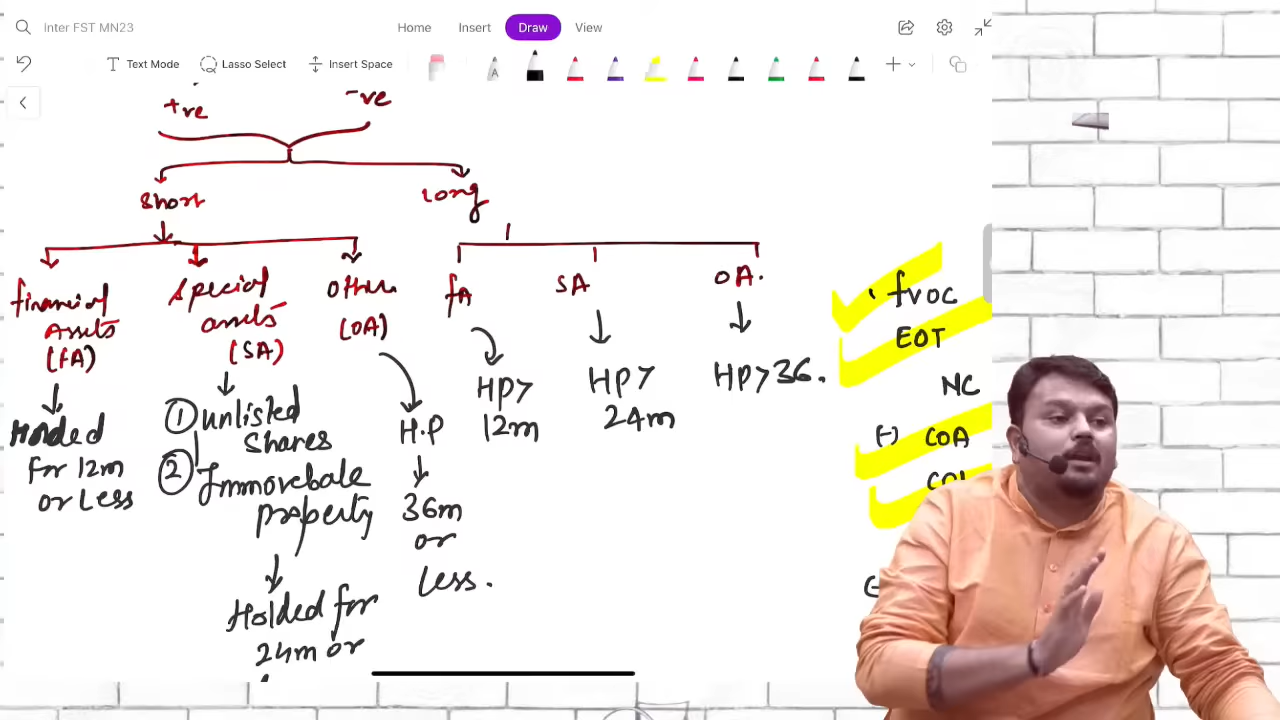 inter FST MN23
Home
Insert
Draw
View
Text Mode
Lasso Select
Insert Space
A
+ve
-ve
Short
Long
financial
Assets
(FA)
Special
assets
(SA)
Other
(OA)
fA
SA
OA.
Holded
for 12m
or Less
① Unlisted
Shares
② Immovebale
property
Holded for
24m or
H.P
36m
or
Less.
HP>
12m
HP>
24m
HP>36.
fvoc
EOT
NC
(-) COA